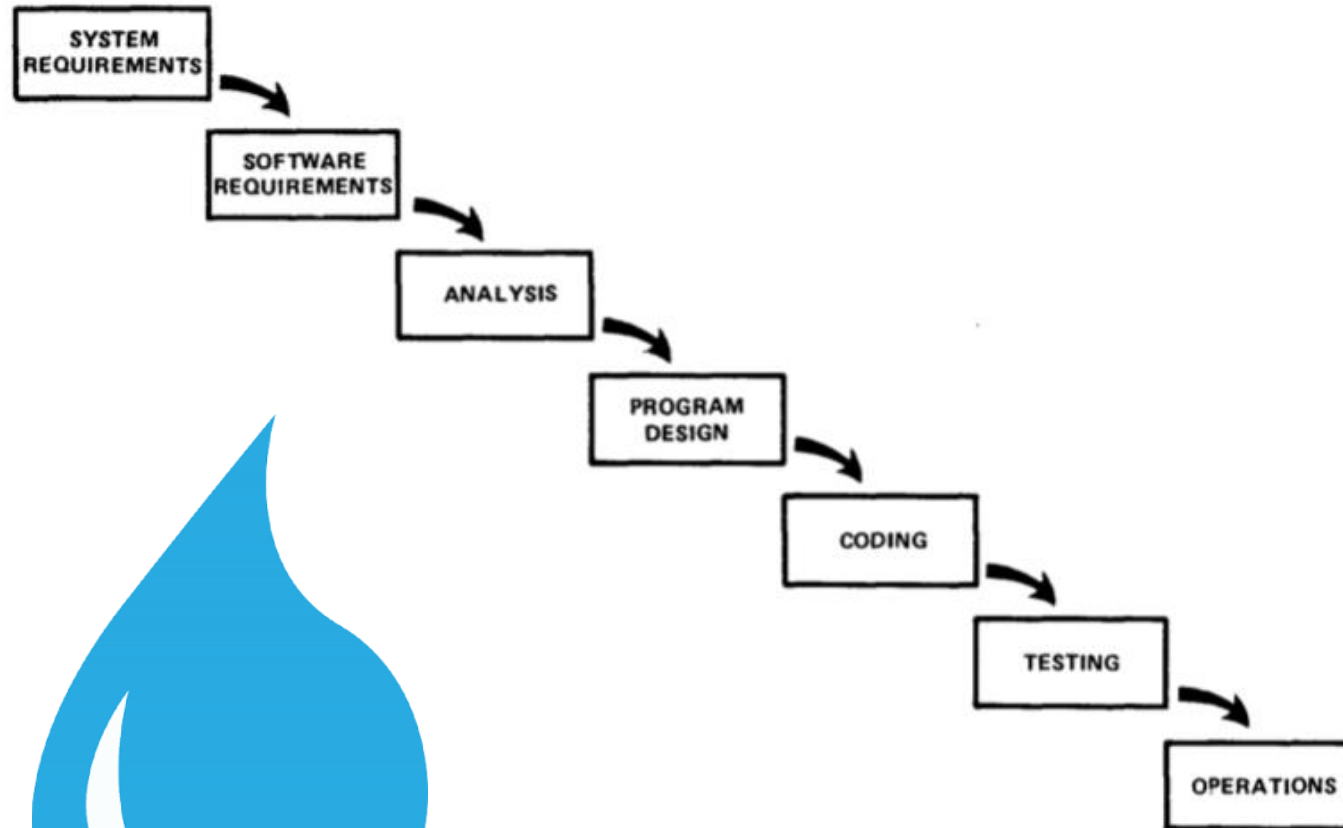 SYSTEM
REQUIREMENTS
SOFTWARE
REQUIREMENTS
ANALYSIS
PROGRAM
DESIGN
CODING
TESTING
OPERATIONS